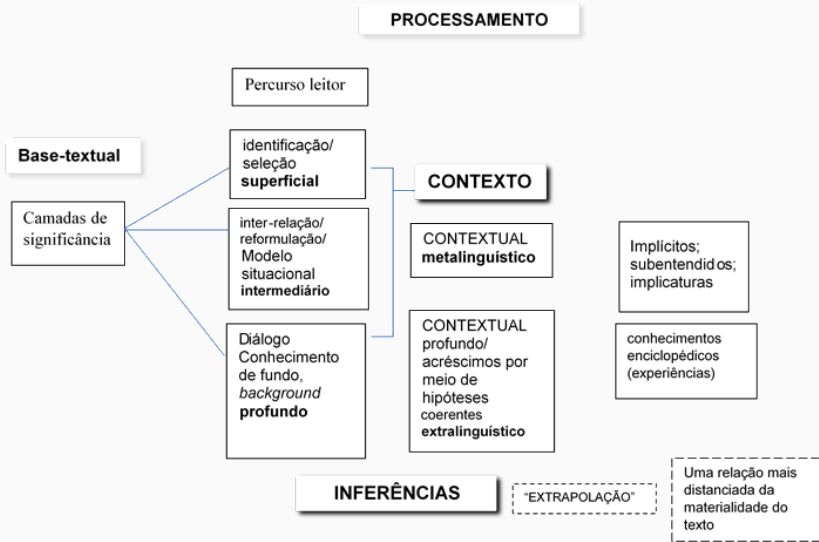 PROCESSAMENTO
Percurso leitor
Base-textual
Camadas de
significância
identificação/
seleção
superficial
inter-relação/
reformulação/
Modelo
situacional
intermediário
Diálogo
Conhecimento
de fundo,
background
profundo
CONTEXTO
CONTEXTUAL
metalinguístico
CONTEXTUAL
profundo/
acréscimos por
meio de
hipóteses
coerentes
extralinguístico
Implícitos;
subentendidos;
implicaturas
conhecimentos
enciclopédicos
(experiências)
INFERÊNCIAS
“EXTRAPOLAÇÃO”
Uma relação mais
distanciada da
materialidade do
texto